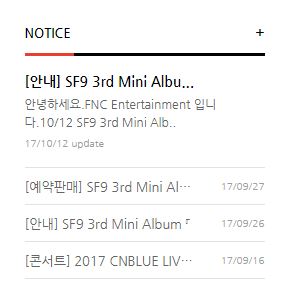 NOTICE +
[안내] SF9 3rd Mini Albu...
안녕하세요.FNC Entertainment 입니
다.10/12 SF9 3rd Mini Alb..
17/10/12 update
[예약판매] SF9 3rd Mini Al… 17/09/27
[안내] SF9 3rd Mini Album 17/09/26
[콘서트] 2017 CNBLUE LIV… 17/09/16